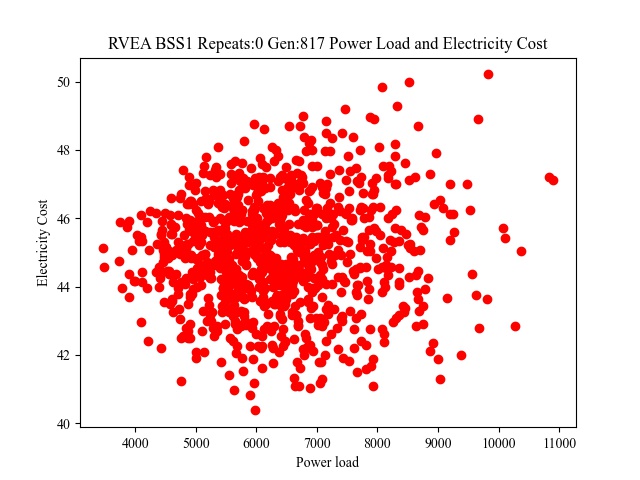 RVEA BSS1 Repeats:0 Gen:817 Power Load and Electricity Cost
50
48
46
44
42
40
Electricity Cost
4000 5000 6000 7000 8000 9000 10000 11000
Power load